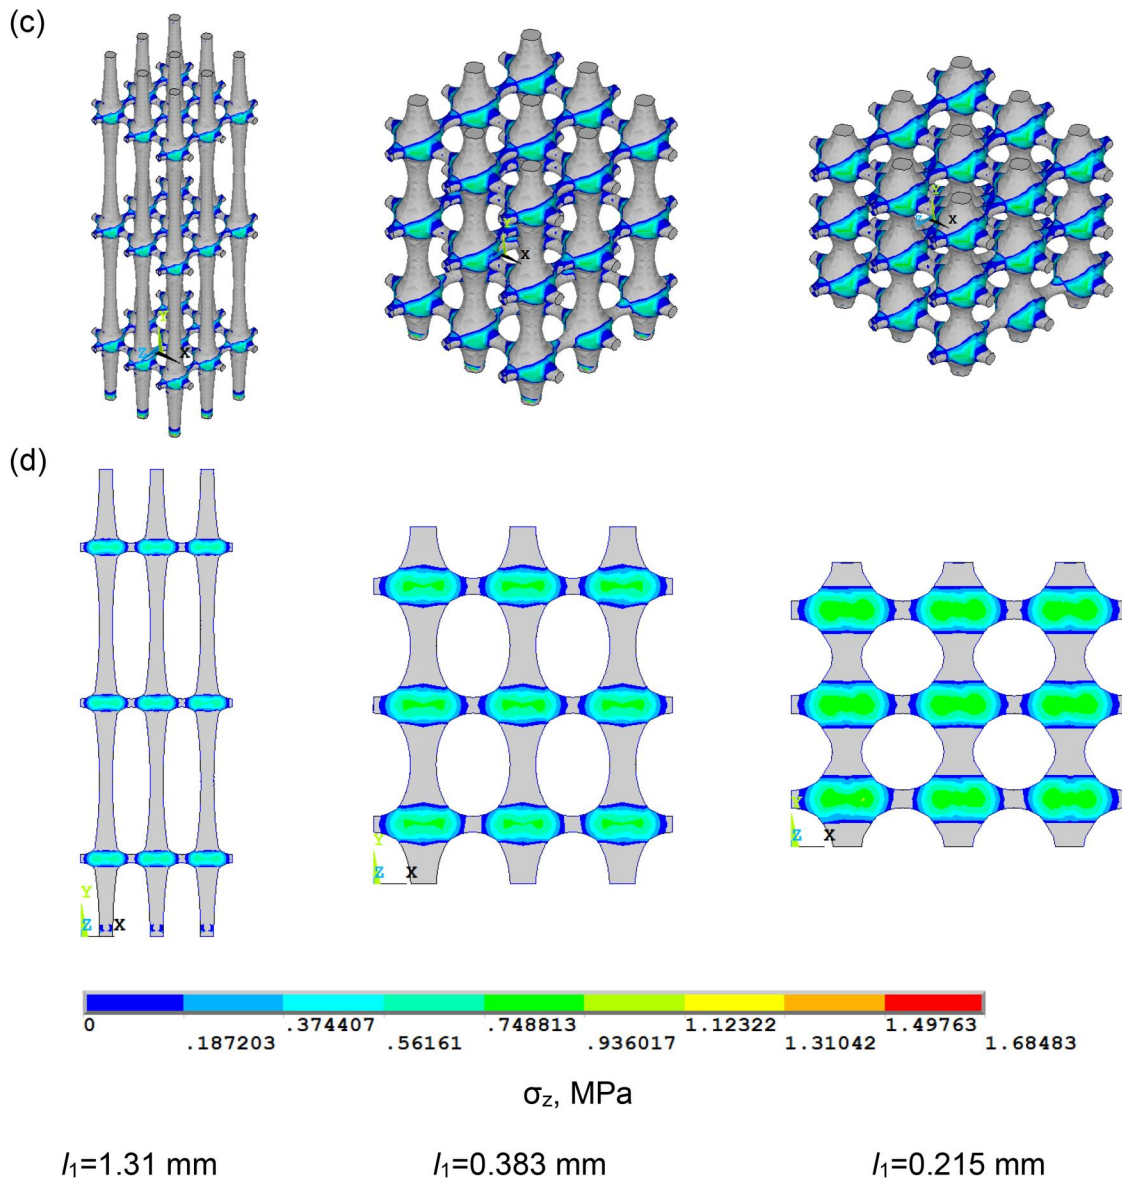 (c)
Y
Z
X
Y
X
Y
Z
X
(d)
Y
Z
X
Y
Z
X
Y
Z
X
0 .374407 .748813 1.12322 1.49763
.187203 .56161 .936017 1.31042 1.68483
σz, MPa
l1=1.31 mm l1=0.383 mm l1=0.215 mm